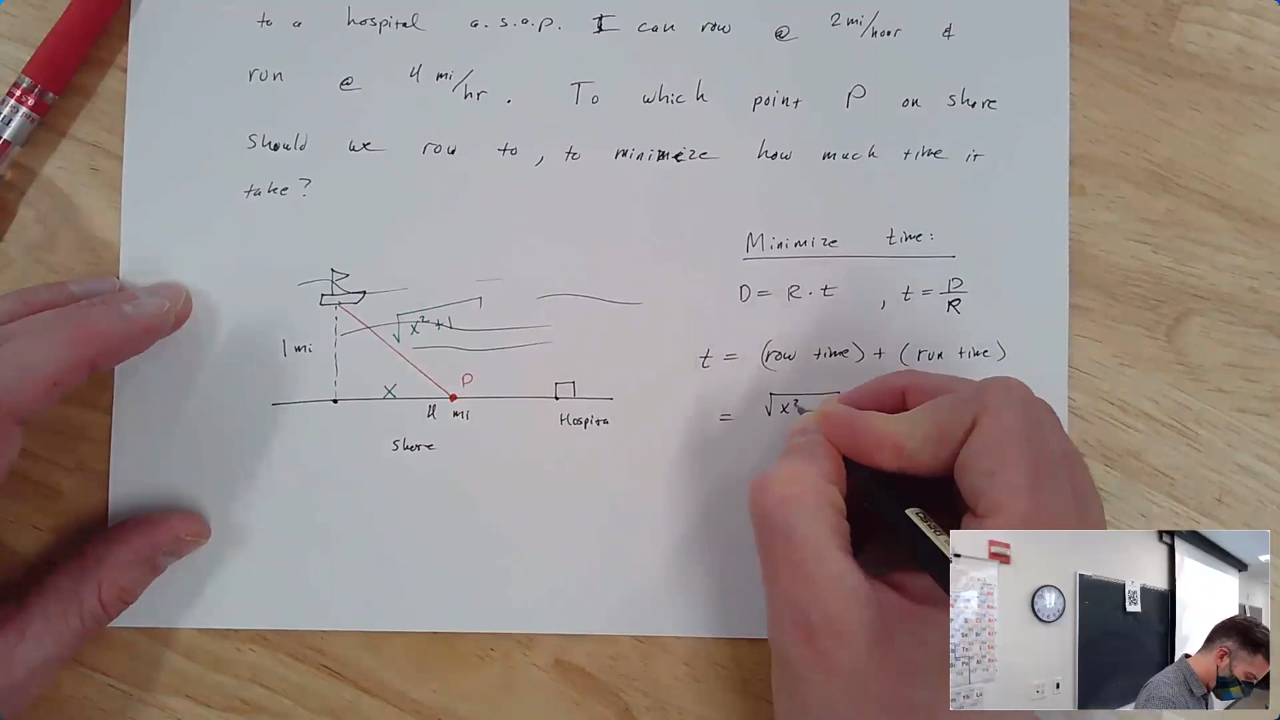 to a hospital a.s.a.p. I can row @ 2 mi/hour &
run @ 4 mi/hr. To which point P on shore
should we row to, to minimize how much time it
take?
Minimize time:
D = R · t , t = D/R
t = (row time) + (run time)
= √x²
√x² + 1
1 mi
X
P
4 mi
Hospita
Shore